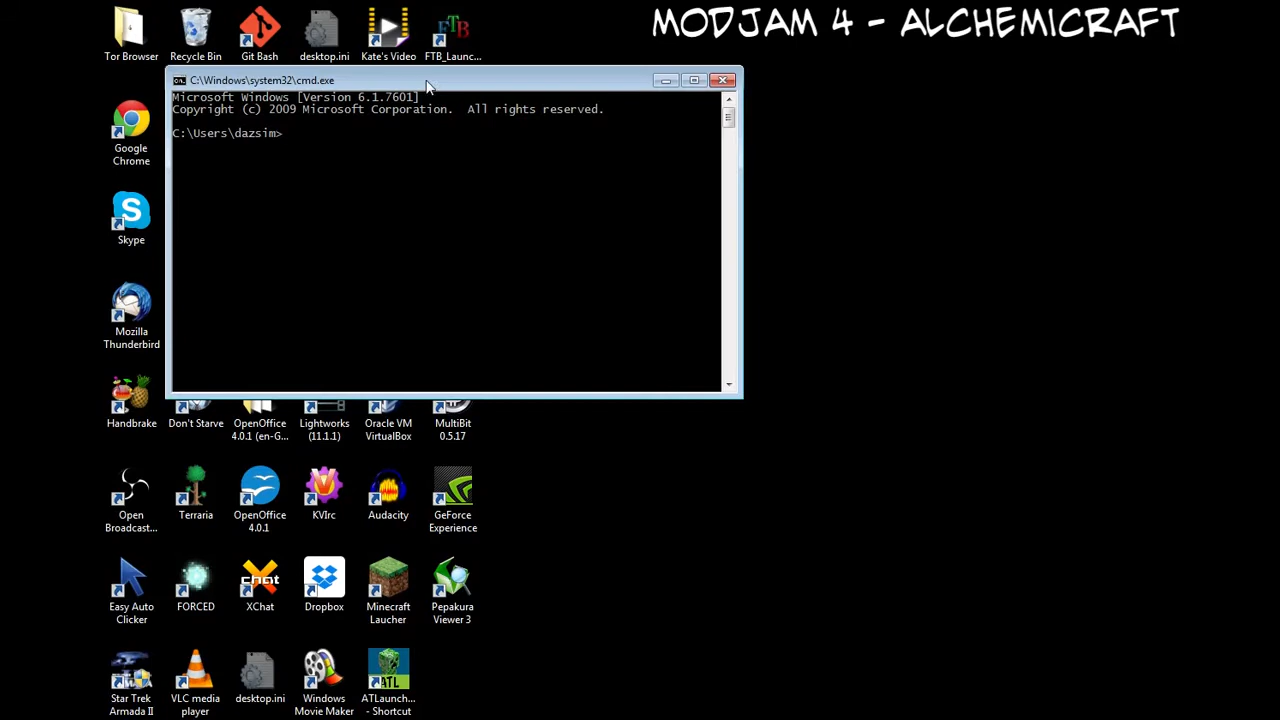 MODJAM 4 - ALCHEMICRAFT
Tor Browser
Recycle Bin
Git Bash
desktop.ini
Kate's Video
FTB_Launc...
C:\Windows\system32\cmd.exe
Microsoft Windows [Version 6.1.7601]
Copyright (c) 2009 Microsoft Corporation.  All rights reserved.
C:\Users\dazsim>
Google
Chrome
Skype
Mozilla
Thunderbird
Handbrake
Don't Starve
OpenOffice
4.0.1 (en-G...
Lightworks
(11.1.1)
Oracle VM
VirtualBox
MultiBit
0.5.17
Open
Broadcast...
Terraria
OpenOffice
4.0.1
KVIrc
Audacity
GeForce
Experience
Easy Auto
Clicker
FORCED
chat
XChat
Dropbox
Minecraft
Laucher
Pepakura
Viewer 3
Star Trek
Armada II
VLC media
player
desktop.ini
Windows
Movie Maker
ATL
ATLaunch...
- Shortcut